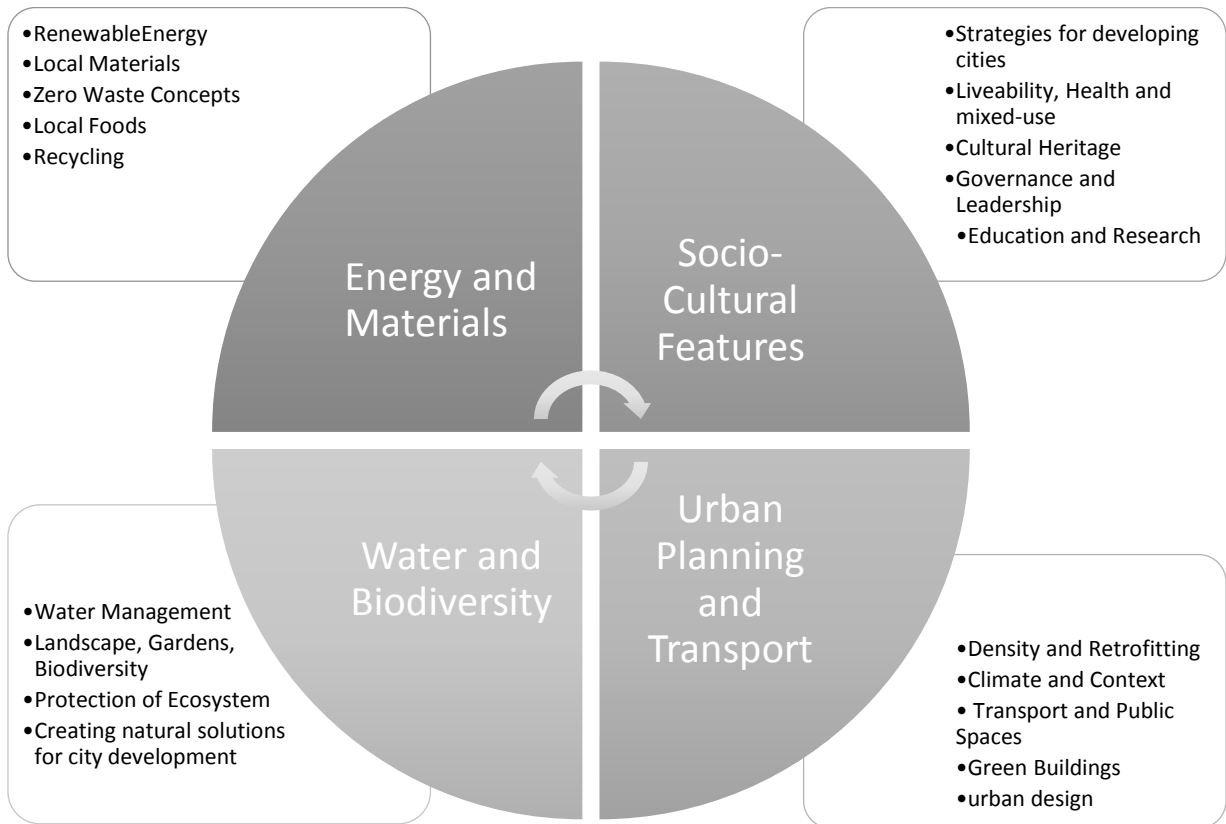 •RenewableEnergy
•Local Materials
•Zero Waste Concepts
•Local Foods
•Recycling
•Strategies for developing
cities
•Liveability, Health and
mixed-use
•Cultural Heritage
•Governance and
Leadership
•Education and Research
Energy and
Materials
Socio-
Cultural
Features
Water and
Biodiversity
Urban
Planning
and
Transport
•Water Management
•Landscape, Gardens,
Biodiversity
•Protection of Ecosystem
•Creating natural solutions
for city development
•Density and Retrofitting
•Climate and Context
• Transport and Public
Spaces
•Green Buildings
•urban design